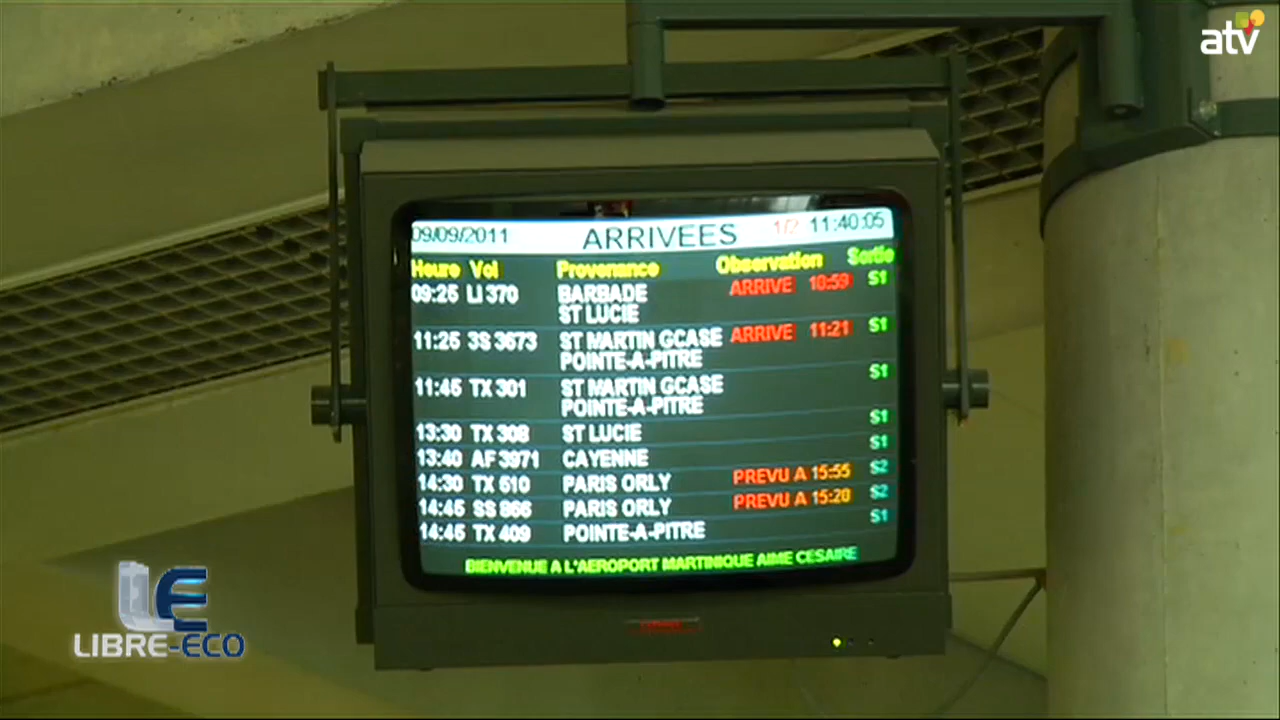 atv
09/09/2011 ARRIVEES 1/2 11:40:05
Heure Vol Provenance Observation Sortie
09:25 LI 370 BARBADE ARRIVE 10:59 S1
ST LUCIE
11:25 3S 3673 ST MARTIN GCASE ARRIVE 11:21 S1
POINTE-A-PITRE
11:45 TX 301 ST MARTIN GCASE S1
POINTE-A-PITRE
13:30 TX 308 ST LUCIE S1
13:40 AF 3971 CAYENNE S1
14:30 TX 510 PARIS ORLY PREVU A 15:55 S2
14:45 SS 866 PARIS ORLY PREVU A 15:20 S2
14:45 TX 409 POINTE-A-PITRE S1
BIENVENUE A L'AEROPORT MARTINIQUE AIME CESAIRE
LE
LIBRE-ECO